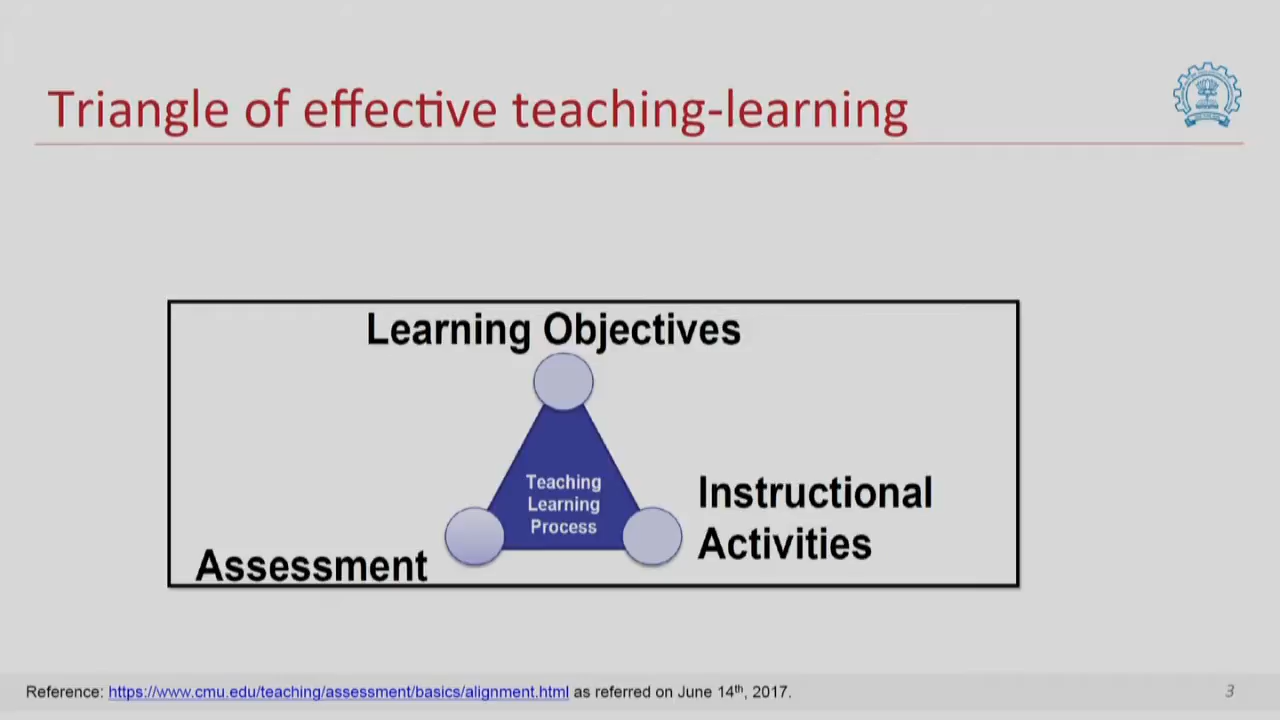 Triangle of effective teaching-learning
Learning Objectives
Teaching
Learning
Process
Instructional
Activities
Assessment
Reference: https://www.cmu.edu/teaching/assessment/basics/alignment.html as referred on June 14th, 2017.
3